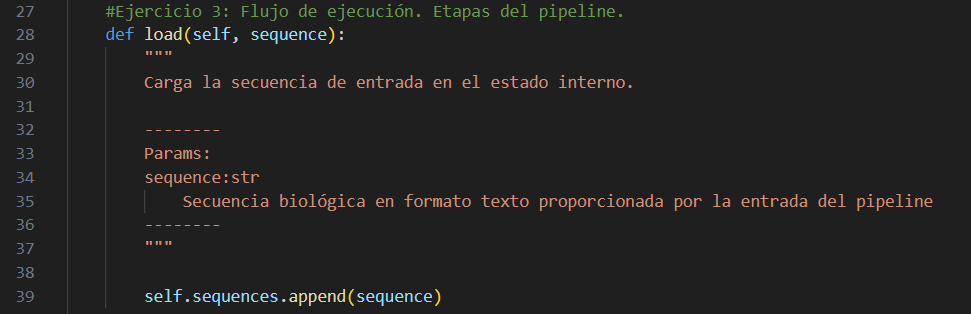 27 #Ejercicio 3: Flujo de ejecución. Etapas del pipeline.
28 def load(self, sequence):
29 """
30 Carga la secuencia de entrada en el estado interno.
31
32 --------
33 Params:
34 sequence:str
35 Secuencia biológica en formato texto proporcionada por la entrada del pipeline
36 --------
37 """
38
39 self.sequences.append(sequence)